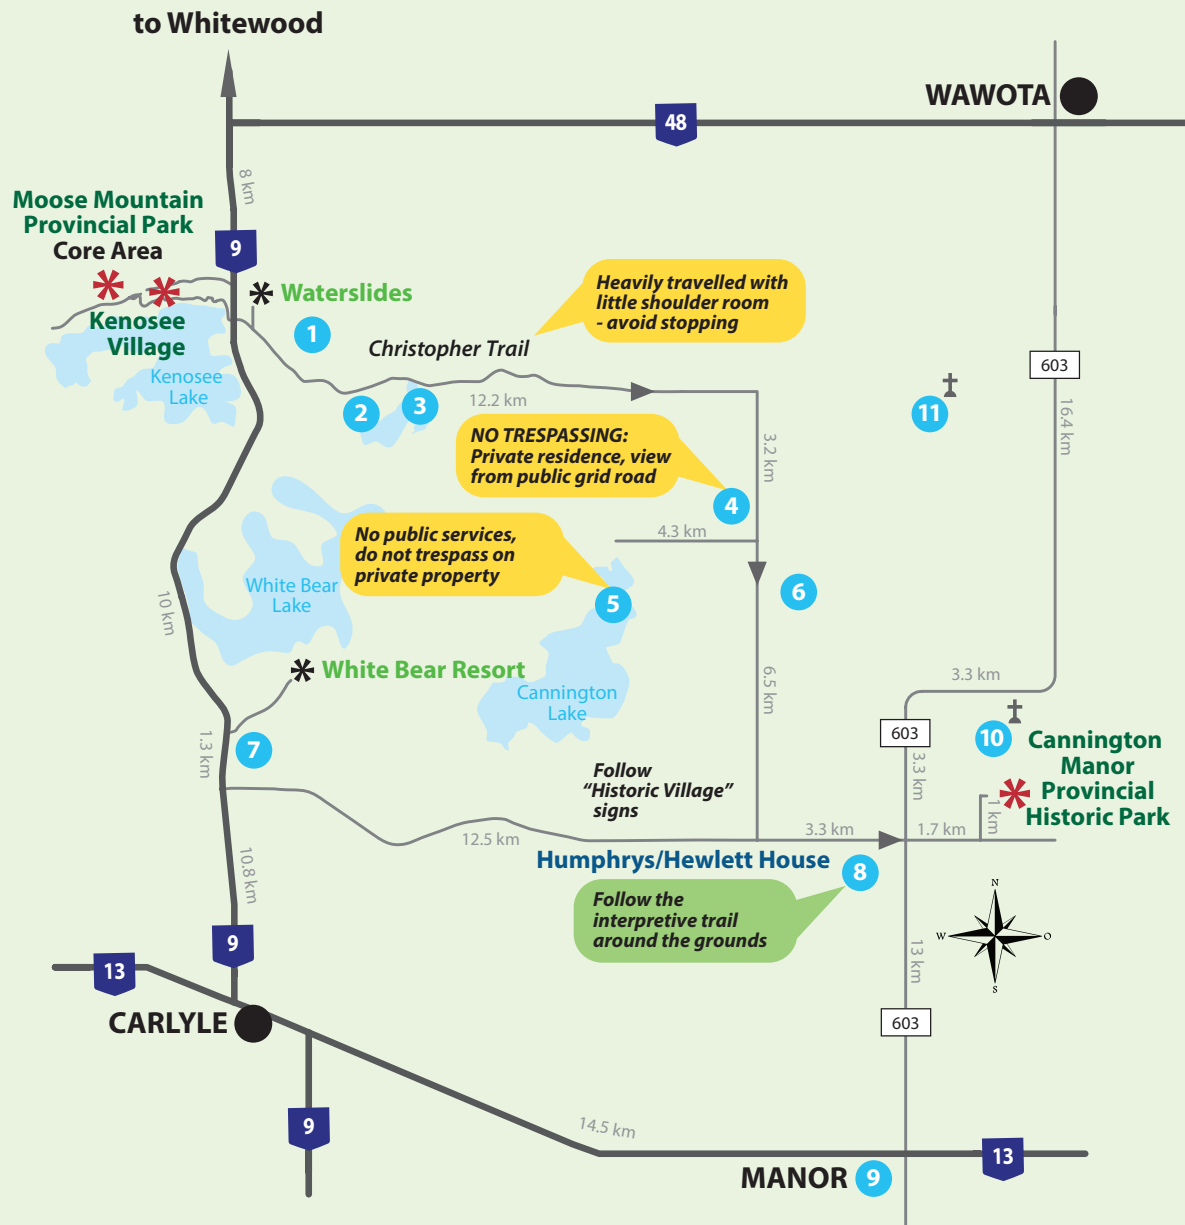 to Whitewood
WAWOTA
48
8 km
Moose Mountain
Provincial Park
Core Area
9
Waterslides
Heavily travelled with
little shoulder room
- avoid stopping
Kenosee
Village
1
Christopher Trail
603
Kenosee
Lake
2
3
12.2 km
11
16.4 km
NO TRESPASSING:
Private residence, view
from public grid road
3.2 km
4
4.3 km
No public services,
do not trespass on
private property
White Bear
Lake
10 km
5
6
White Bear Resort
6.5 km
3.3 km
Cannington
Lake
7
1.3 km
603
3.3 km
10
Cannington
Manor
Provincial
Historic Park
1 km
Follow
“Historic Village”
signs
12.5 km
3.3 km
1.7 km
Humphrys/Hewlett House
8
10.8 km
Follow the
interpretive trail
around the grounds
N
W
O
S
13 km
9
13
CARLYLE
603
9
14.5 km
13
MANOR
9